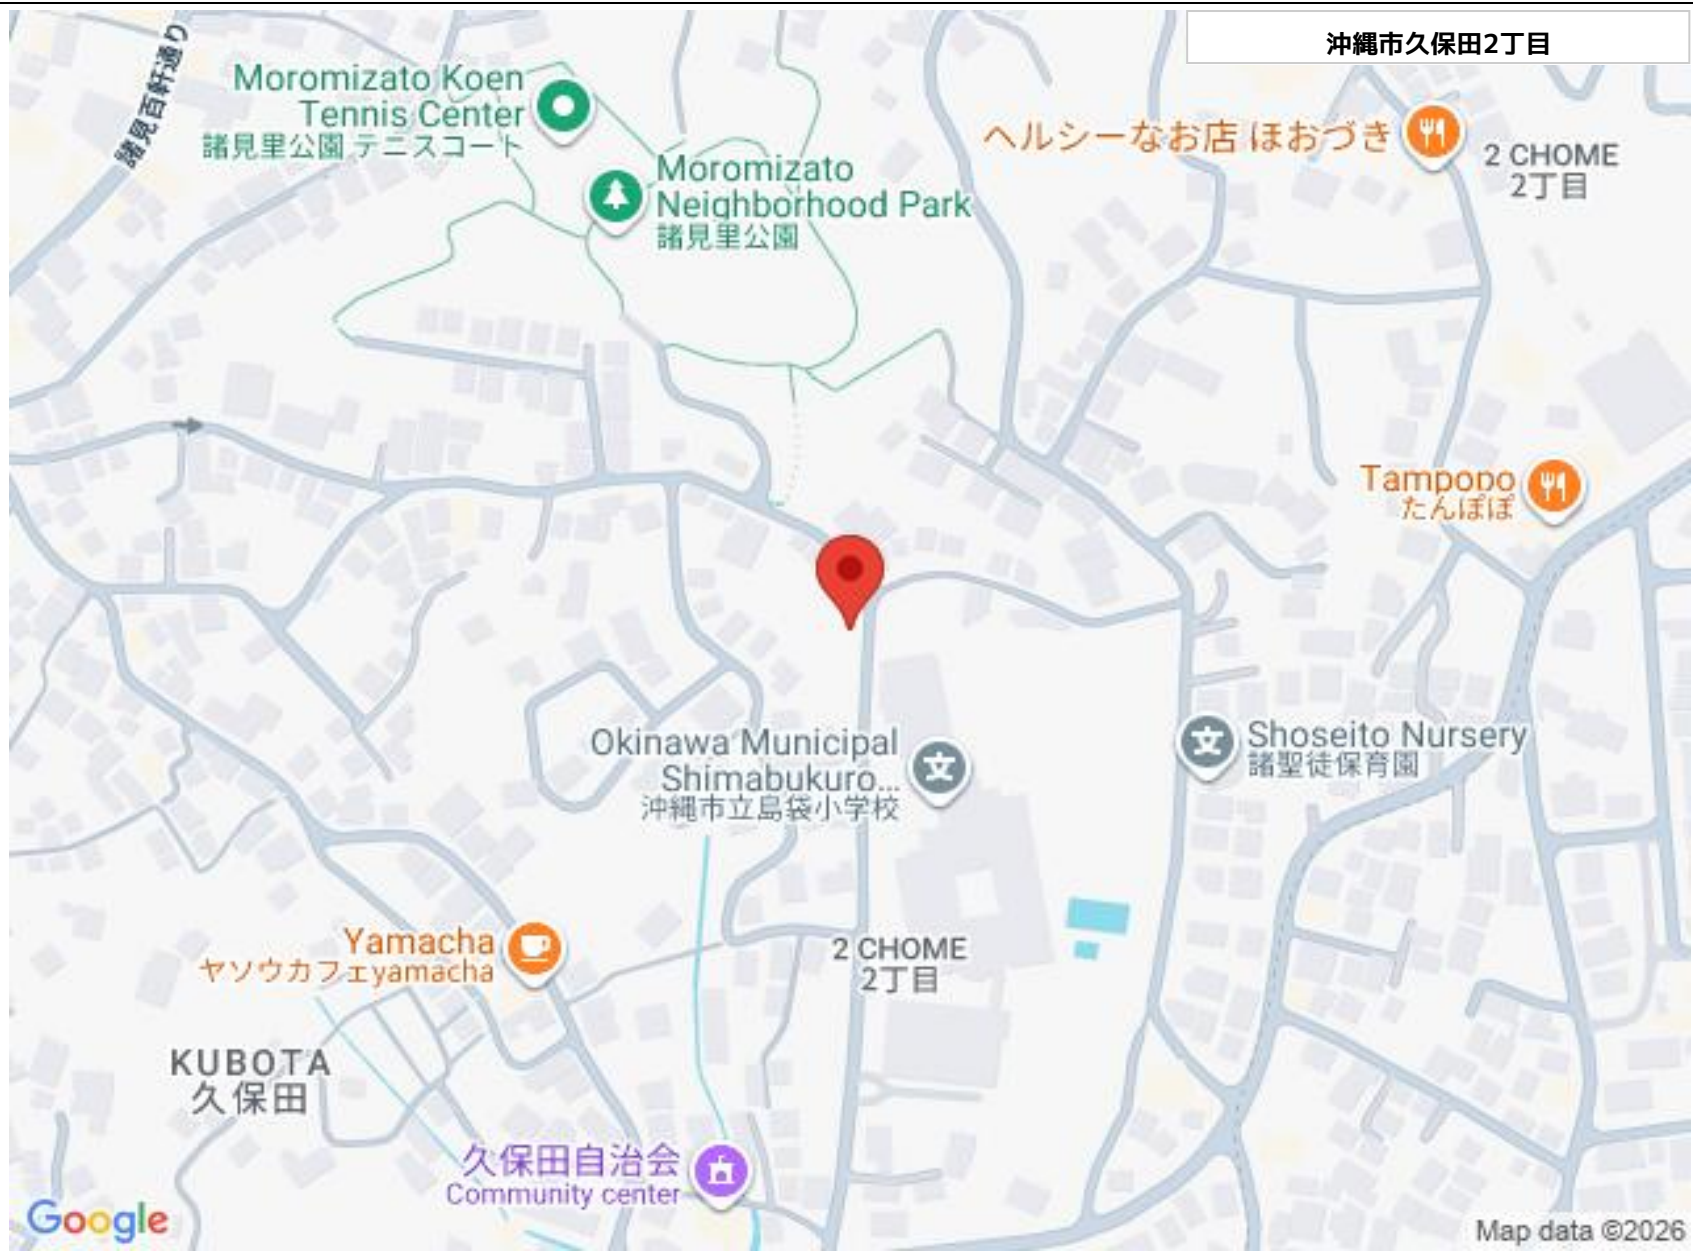 沖縄市久保田2丁目
諸見百軒通り
Moromizato Koen
Tennis Center
諸見里公園 テニスコート
Moromizato
Neighborhood Park
諸見里公園
ヘルシーなお店 ほおづき
2 CHOME
2丁目
Tampopo
たんぽぽ
Okinawa Municipal
Shimabukuro...
沖縄市立島袋小学校
Shoseito Nursery
諸聖徒保育園
Yamacha
ヤソウカフェyamacha
2 CHOME
2丁目
KUBOTA
久保田
久保田自治会
Community center
Google
Map data ©2026